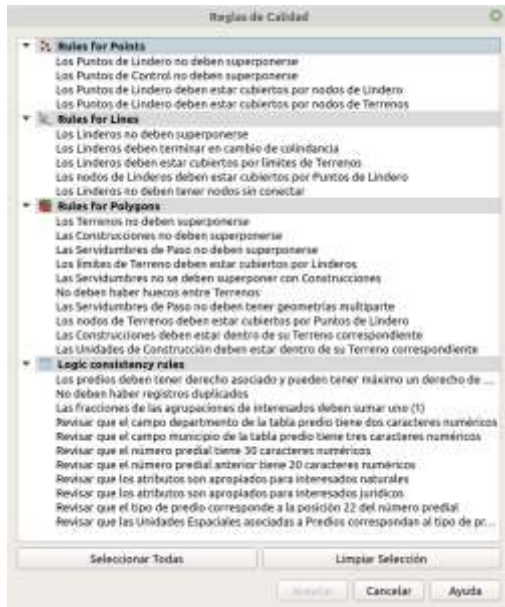 Reglas de Calidad
Rules for Points
Los Puntos de Lindero no deben superponerse
Los Puntos de Control no deben superponerse
Los Puntos de Lindero deben estar cubiertos por nodos de Lindero
Los Puntos de Lindero deben estar cubiertos por nodos de Terrenos
Rules for Lines
Los Linderos no deben superponerse
Los Linderos deben terminar en cambio de colindancia
Los Linderos deben estar cubiertos por límites de Terrenos
Los nodos de Linderos deben estar cubiertos por Puntos de Lindero
Los Linderos no deben tener nodos sin conectar
Rules for Polygons
Los Terrenos no deben superponerse
Las Construcciones no deben superponerse
Las Servidumbres de Paso no deben superponerse
Los límites de Terreno deben estar cubiertos por Linderos
Las Servidumbres no se deben superponer con Construcciones
No deben haber huecos entre Terrenos
Las Servidumbres de Paso no deben tener geometrías multiparte
Los nodos de Terrenos deben estar cubiertos por Puntos de Lindero
Las Construcciones deben estar dentro de su Terreno correspondiente
Las Unidades de Construcción deben estar dentro de su Terreno correspondiente
Logic consistency rules
Los predios deben tener derecho asociado y pueden tener máximo un derecho de ...
No deben haber registros duplicados
Las fracciones de las agrupaciones de interesados deben sumar uno (1)
Revisar que el campo departmento de la tabla predio tiene dos caracteres numéricos
Revisar que el campo municipio de la tabla predio tiene tres caracteres numéricos
Revisar que el número predial tiene 30 caracteres numéricos
Revisar que el número predial anterior tiene 20 caracteres numéricos
Revisar que los atributos son apropiados para interesados naturales
Revisar que los atributos son apropiados para interesados jurídicos
Revisar que el tipo de predio corresponde a la posición 22 del número predial
Revisar que las Unidades Espaciales asociadas a Predios correspondan al tipo de pr...
Seleccionar Todas
Limpiar Selección
Aceptar
Cancelar
Ayuda